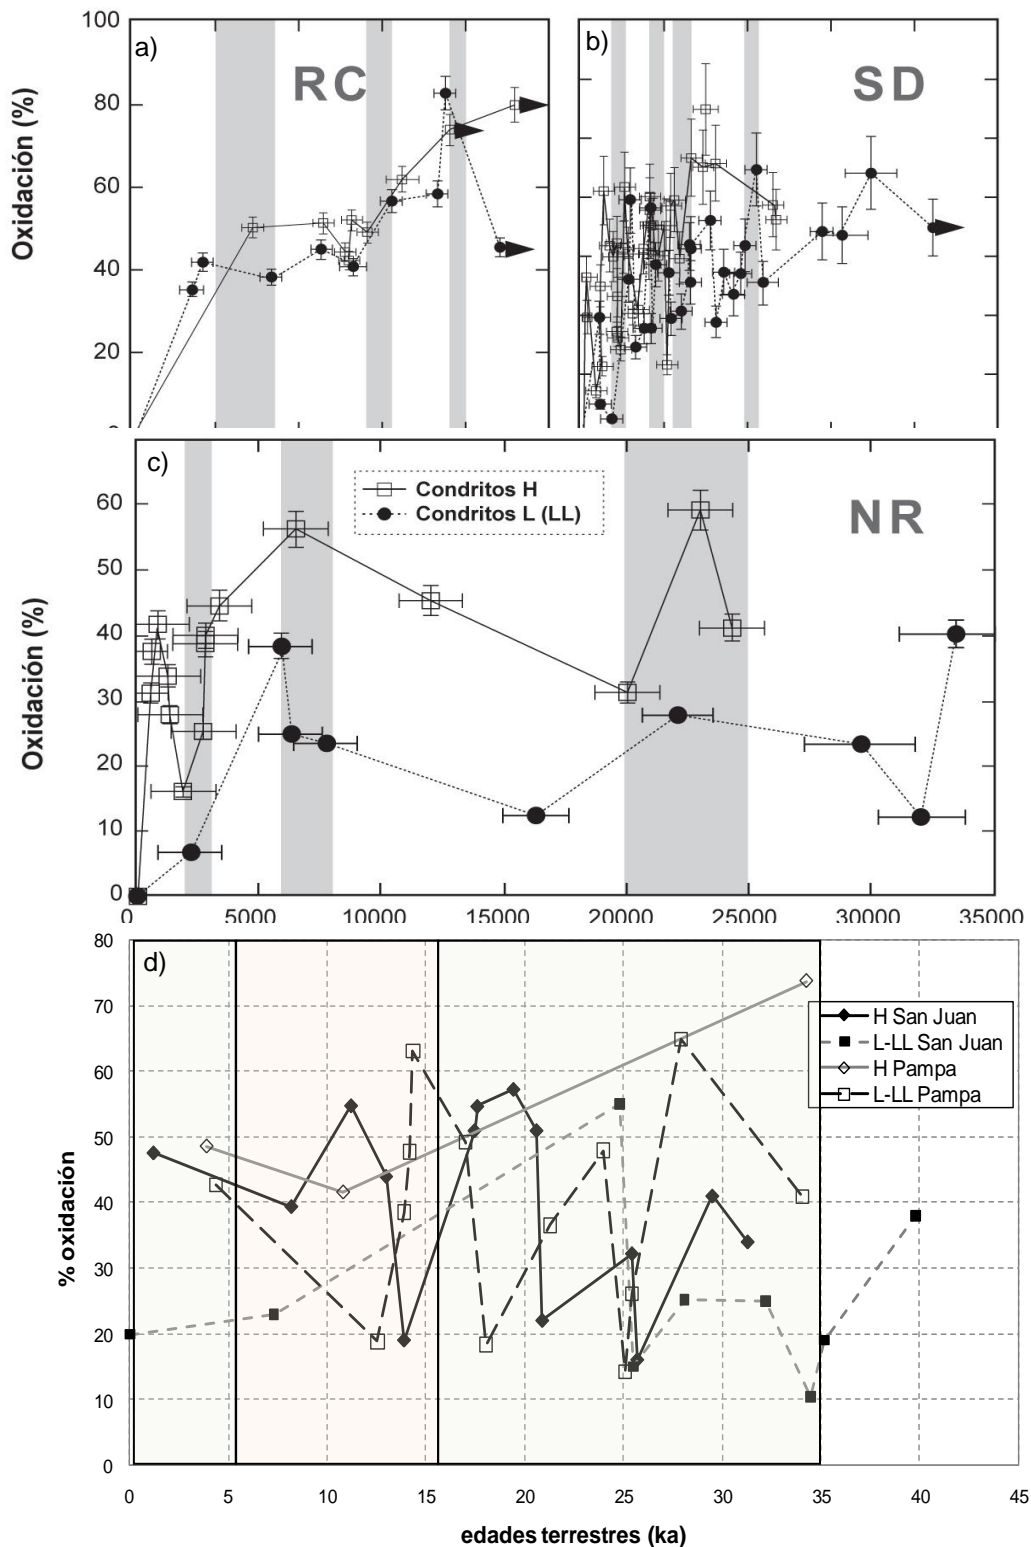 100
80
60
40
20
0
Oxidación (%)
a)
RC
b)
SD
c)
Condritos H
Condritos L (LL)
NR
60
50
40
30
20
10
0
Oxidación (%)
0 5000 10000 15000 20000 25000 30000 35000
80
70
60
50
40
30
20
10
0
% oxidación
d)
H San Juan
L-LL San Juan
H Pampa
L-LL Pampa
0 5 10 15 20 25 30 35 40 45
edades terrestres (ka)